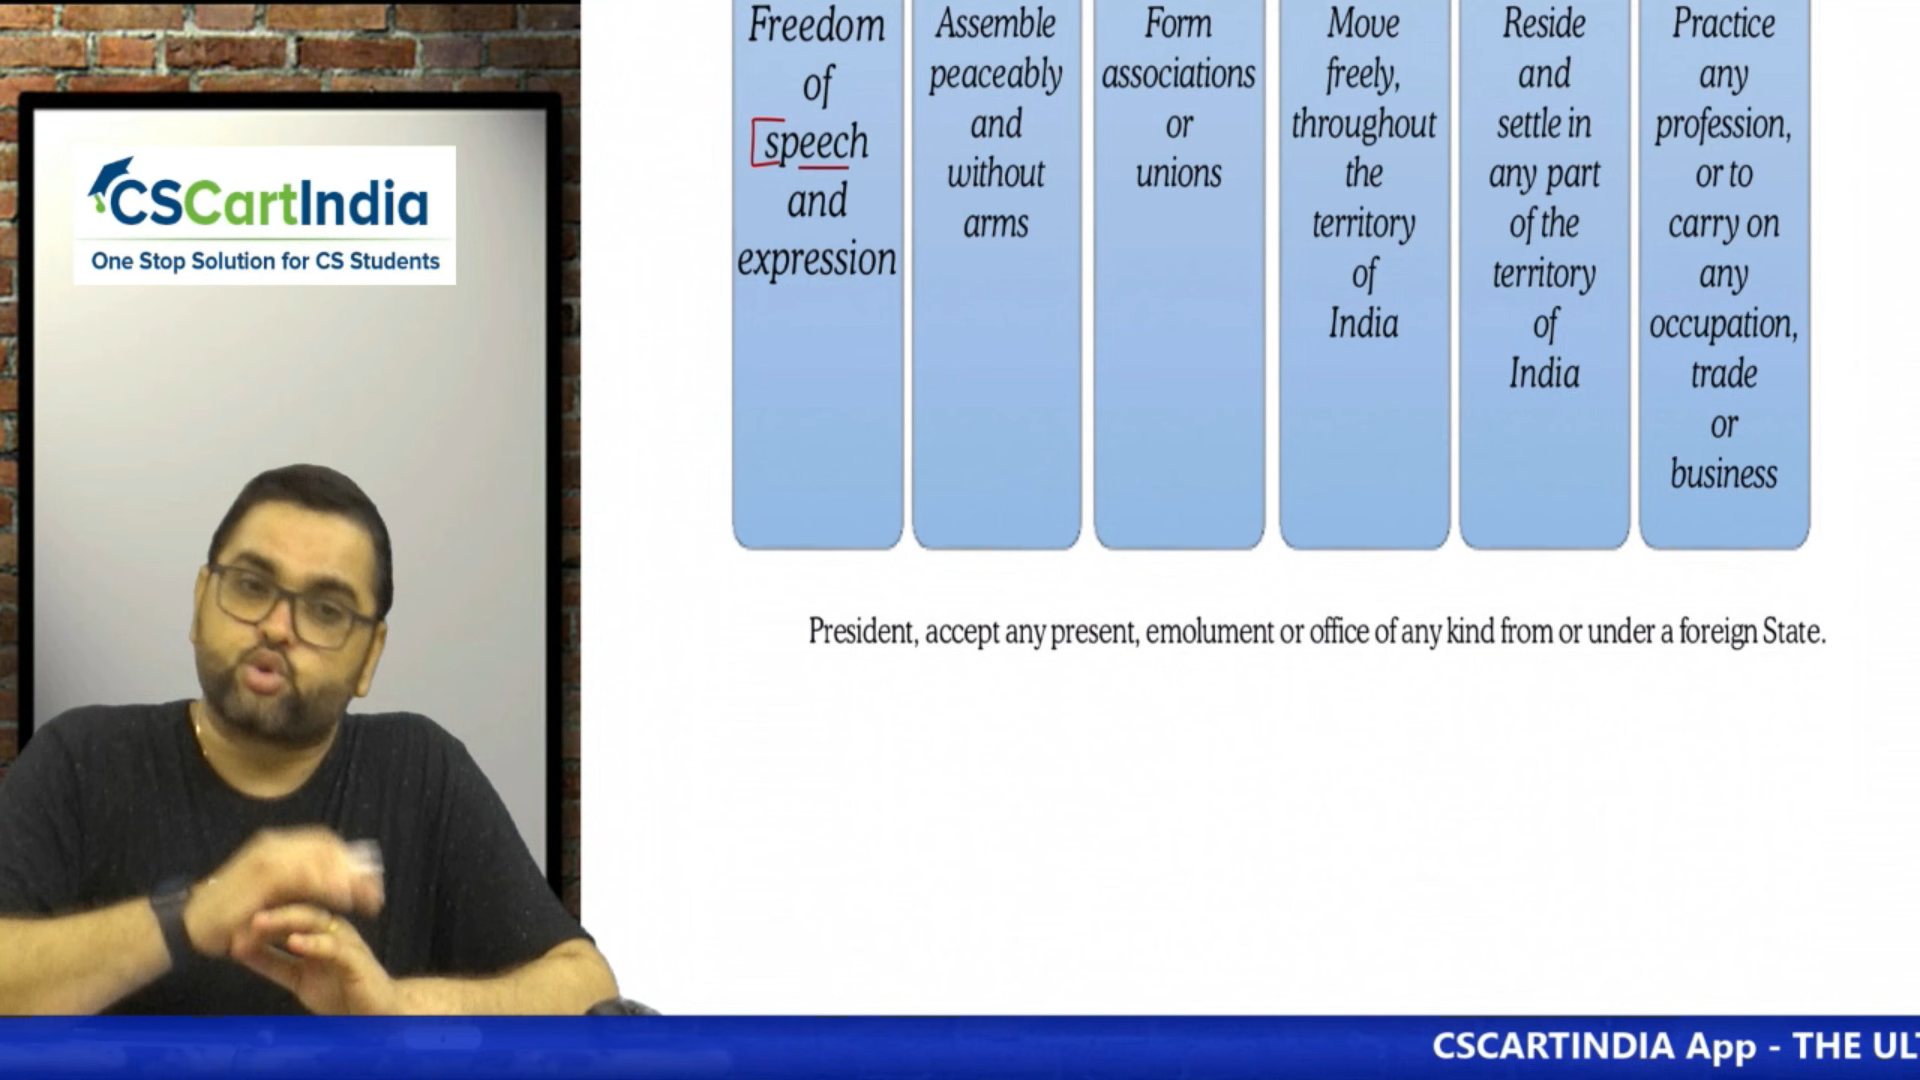 CSCartIndia
One Stop Solution for CS Students
Freedom
of
speech
and
expression
Assemble
peaceably
and
without
arms
Form
associations
or
unions
Move
freely,
throughout
the
territory
of
India
Reside
and
settle in
any part
of the
territory
of
India
Practice
any
profession,
or to
carry on
any
occupation,
trade
or
business
President, accept any present, emolument or office of any kind from or under a foreign State.
CSCARTINDIA App - THE UL